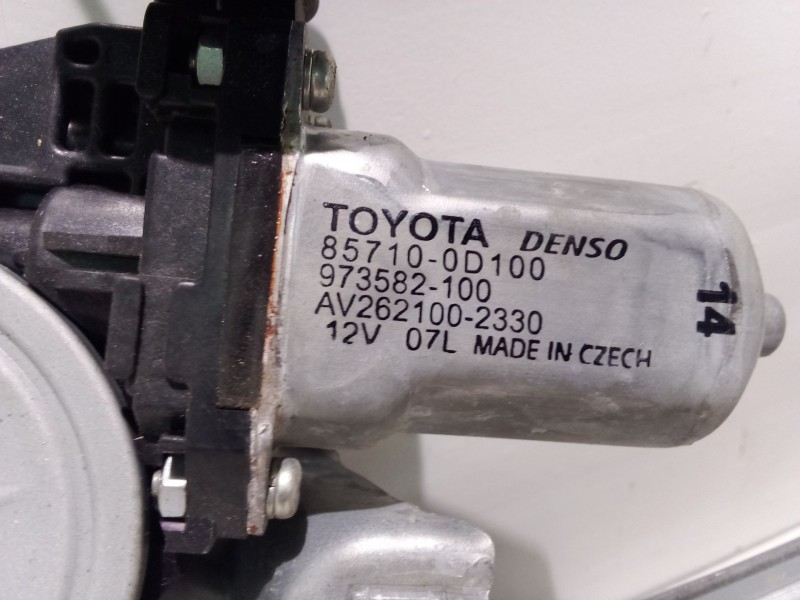 TOYOTA DENSO
85710-0D100
973582-100
AV262100-2330
12V 07L MADE IN CZECH
14